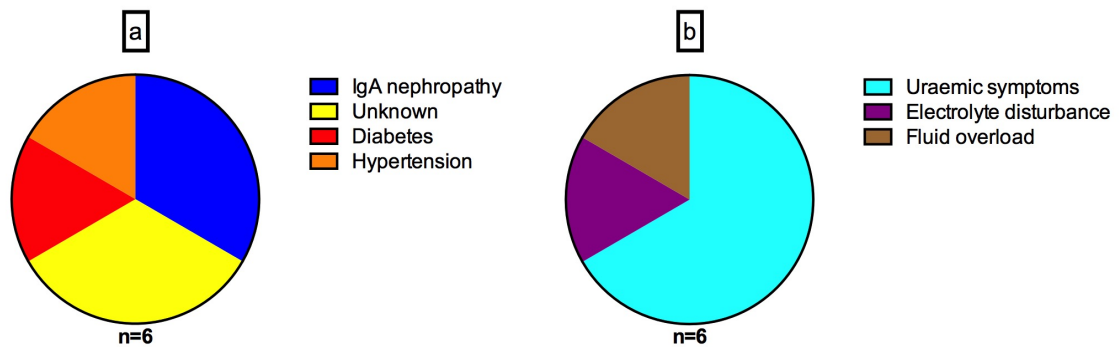 a
IgA nephropathy
Unknown
Diabetes
Hypertension
n=6
b
Uraemic symptoms
Electrolyte disturbance
Fluid overload
n=6